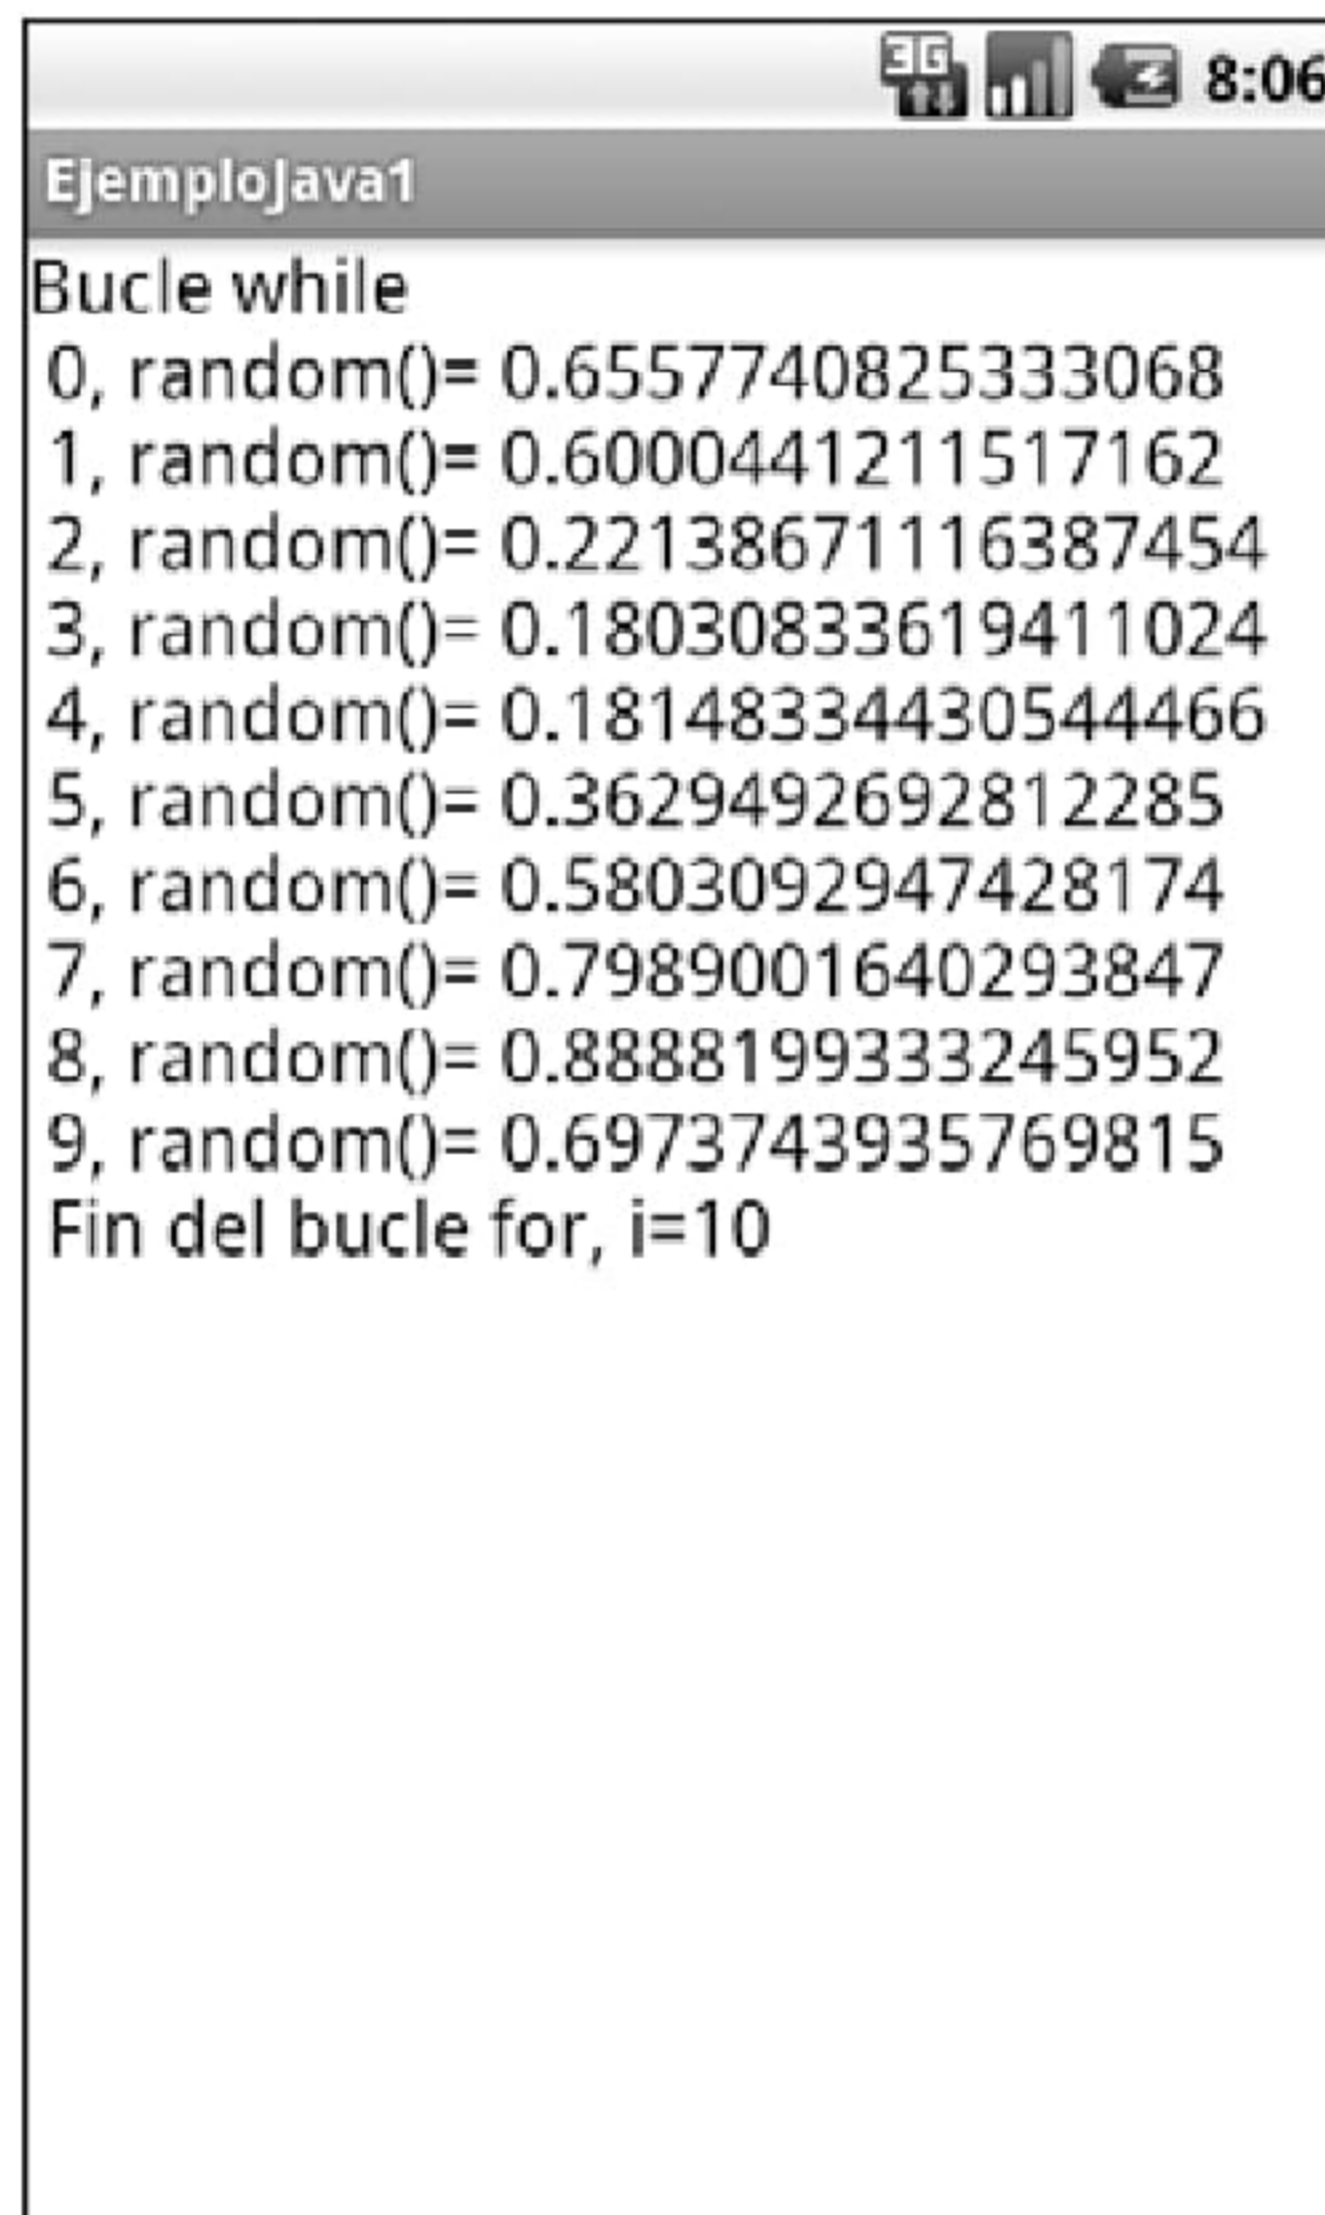 3G 8:06
EjemploJava1
Bucle while
0, random()= 0.6557740825333068
1, random()= 0.6000441211517162
2, random()= 0.22138671116387454
3, random()= 0.18030833619411024
4, random()= 0.18148334430544466
5, random()= 0.3629492692812285
6, random()= 0.5803092947428174
7, random()= 0.7989001640293847
8, random()= 0.8888199333245952
9, random()= 0.6973743935769815
Fin del bucle for, i=10